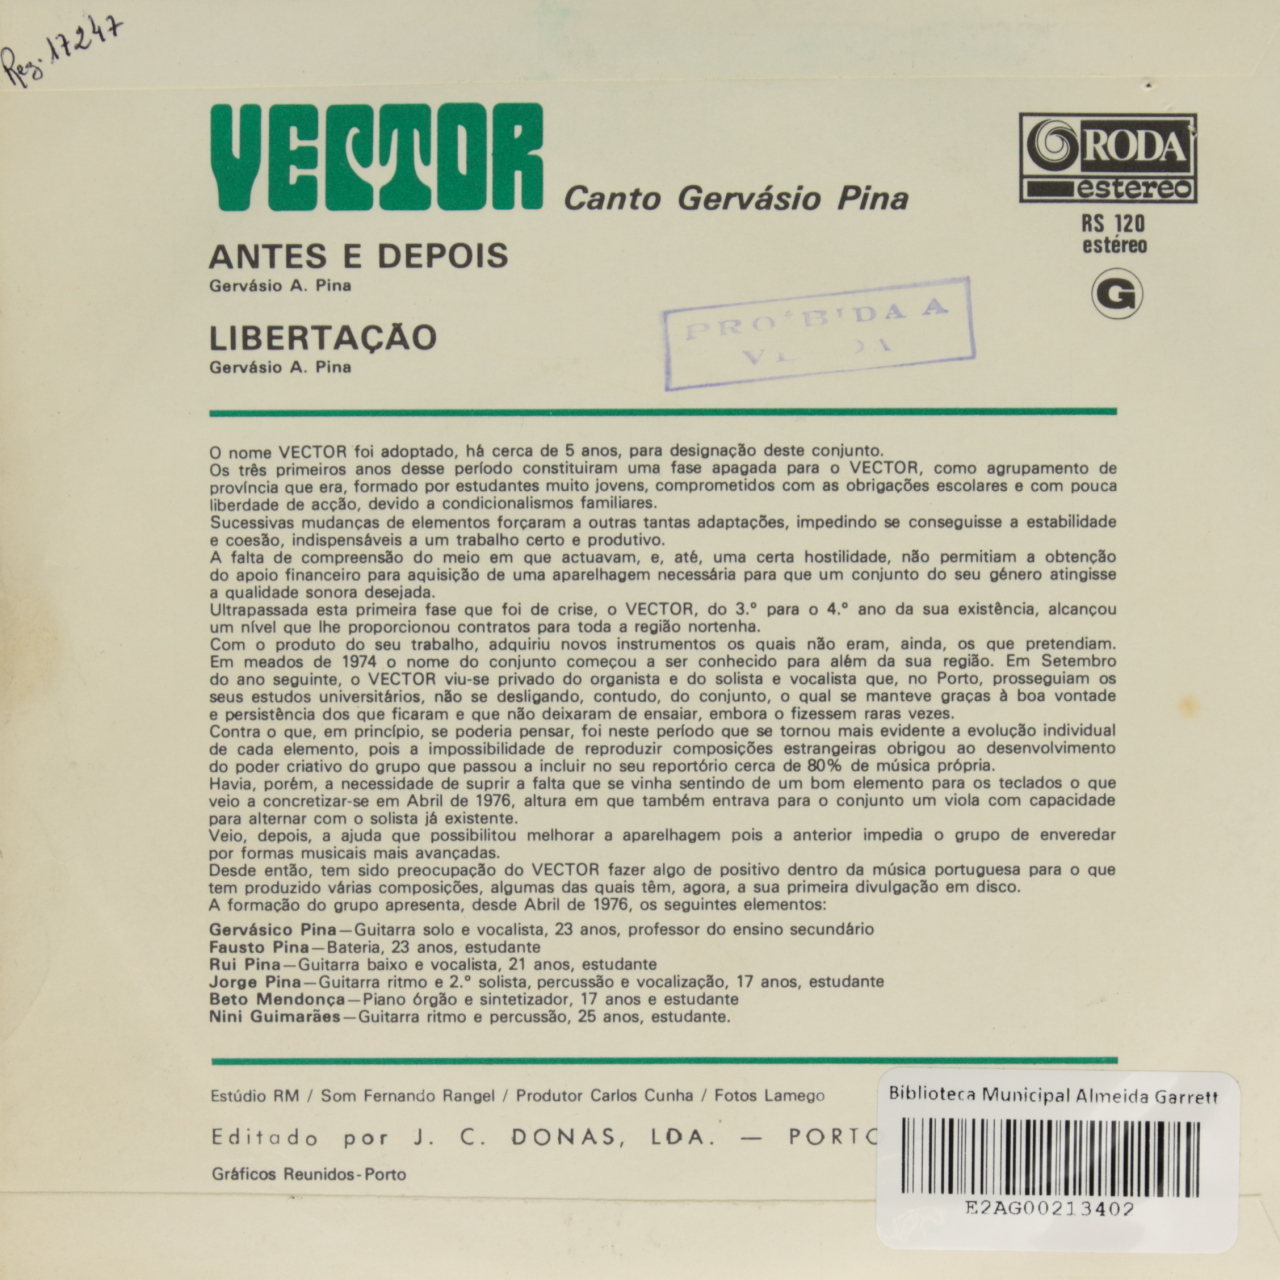 Reg. 17247
VECTOR Canto Gervásio Pina
RODA
estereo
RS 120
estéreo
G
ANTES E DEPOIS
Gervásio A. Pina
LIBERTAÇÃO
Gervásio A. Pina
PROIBIDA A
O nome VECTOR foi adoptado, há cerca de 5 anos, para designação deste conjunto.
Os três primeiros anos desse período constituiram uma fase apagada para o VECTOR, como agrupamento de
província que era, formado por estudantes muito jovens, comprometidos com as obrigações escolares e com pouca
liberdade de acção, devido a condicionalismos familiares.
Sucessivas mudanças de elementos forçaram a outras tantas adaptações, impedindo se conseguisse a estabilidade
e coesão, indispensáveis a um trabalho certo e produtivo.
A falta de compreensão do meio em que actuavam, e, até, uma certa hostilidade, não permitiam a obtenção
do apoio financeiro para aquisição de uma aparelhagem necessária para que um conjunto do seu género atingisse
a qualidade sonora desejada.
Ultrapassada esta primeira fase que foi de crise, o VECTOR, do 3.º para o 4.º ano da sua existência, alcançou
um nível que lhe proporcionou contratos para toda a região nortenha.
Com o produto do seu trabalho, adquiriu novos instrumentos os quais não eram, ainda, os que pretendiam.
Em meados de 1974 o nome do conjunto começou a ser conhecido para além da sua região. Em Setembro
do ano seguinte, o VECTOR viu-se privado do organista e do solista e vocalista que, no Porto, prosseguiam os
seus estudos universitários, não se desligando, contudo, do conjunto, o qual se manteve graças à boa vontade
e persistência dos que ficaram e que não deixaram de ensaiar, embora o fizessem raras vezes.
Contra o que, em princípio, se poderia pensar, foi neste período que se tornou mais evidente a evolução individual
de cada elemento, pois a impossibilidade de reproduzir composições estrangeiras obrigou ao desenvolvimento
do poder criativo do grupo que passou a incluir no seu reportório cerca de 80% de música própria.
Havia, porém, a necessidade de suprir a falta que se vinha sentindo de um bom elemento para os teclados o que
veio a concretizar-se em Abril de 1976, altura em que também entrava para o conjunto um viola com capacidade
para alternar com o solista já existente.
Veio, depois, a ajuda que possibilitou melhorar a aparelhagem pois a anterior impedia o grupo de enveredar
por formas musicais mais avançadas.
Desde então, tem sido preocupação do VECTOR fazer algo de positivo dentro da música portuguesa para o que
tem produzido várias composições, algumas das quais têm, agora, a sua primeira divulgação em disco.
A formação do grupo apresenta, desde Abril de 1976, os seguintes elementos:
Gervásico Pina—Guitarra solo e vocalista, 23 anos, professor do ensino secundário
Fausto Pina—Bateria, 23 anos, estudante
Rui Pina—Guitarra baixo e vocalista, 21 anos, estudante
Jorge Pina—Guitarra ritmo e 2.º solista, percussão e vocalização, 17 anos, estudante
Beto Mendonça—Piano órgão e sintetizador, 17 anos e estudante
Nini Guimarães—Guitarra ritmo e percussão, 25 anos, estudante.
Estúdio RM / Som Fernando Rangel / Produtor Carlos Cunha / Fotos Lamego
Editado por J. C. DONAS, LDA. — PORTO
Gráficos Reunidos-Porto
Biblioteca Municipal Almeida Garrett
E2AG00213402